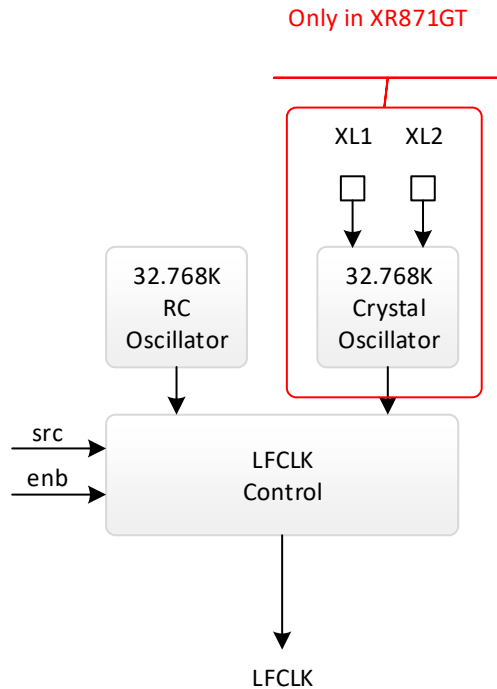 Only in XR871GT
XL1
XL2
32.768K
RC
Oscillator
32.768K
Crystal
Oscillator
src
enb
LFCLK
Control
LFCLK